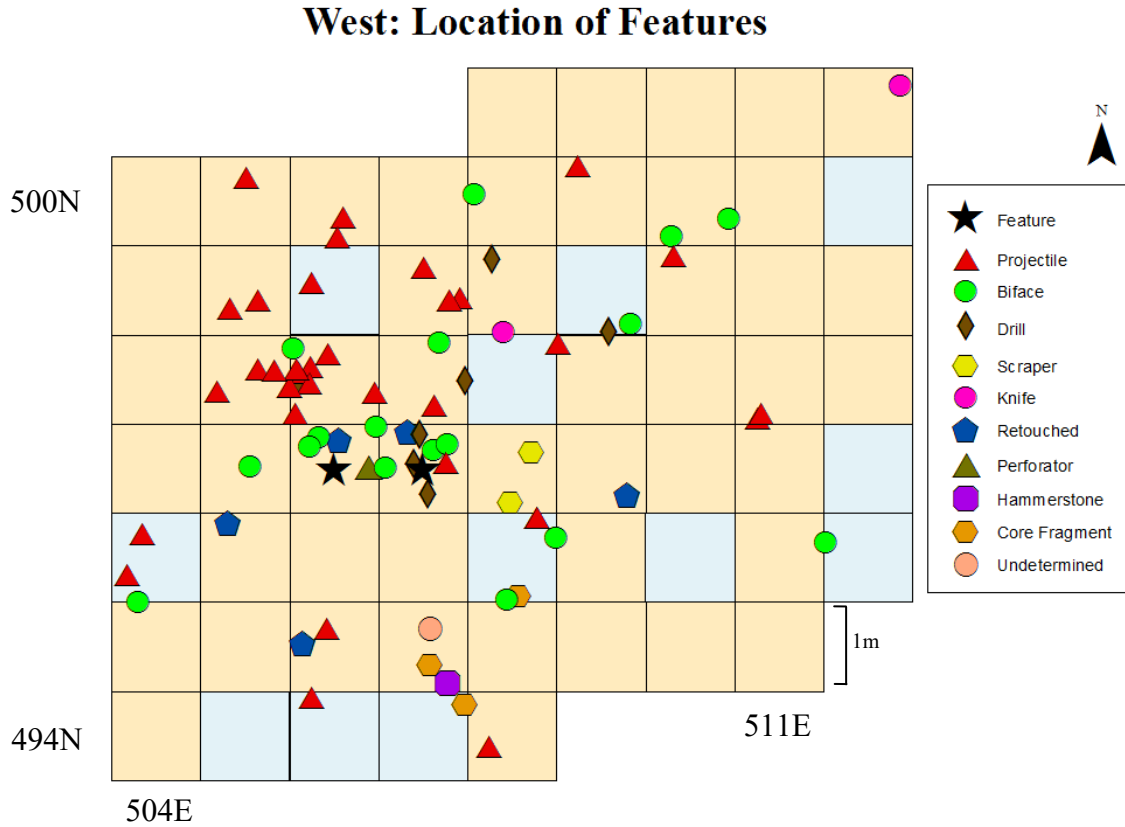 West: Location of Features
N
500N
Feature
Projectile
Biface
Drill
Scraper
Knife
Retouched
Perforator
Hammerstone
Core Fragment
Undetermined
1m
511E
494N
504E